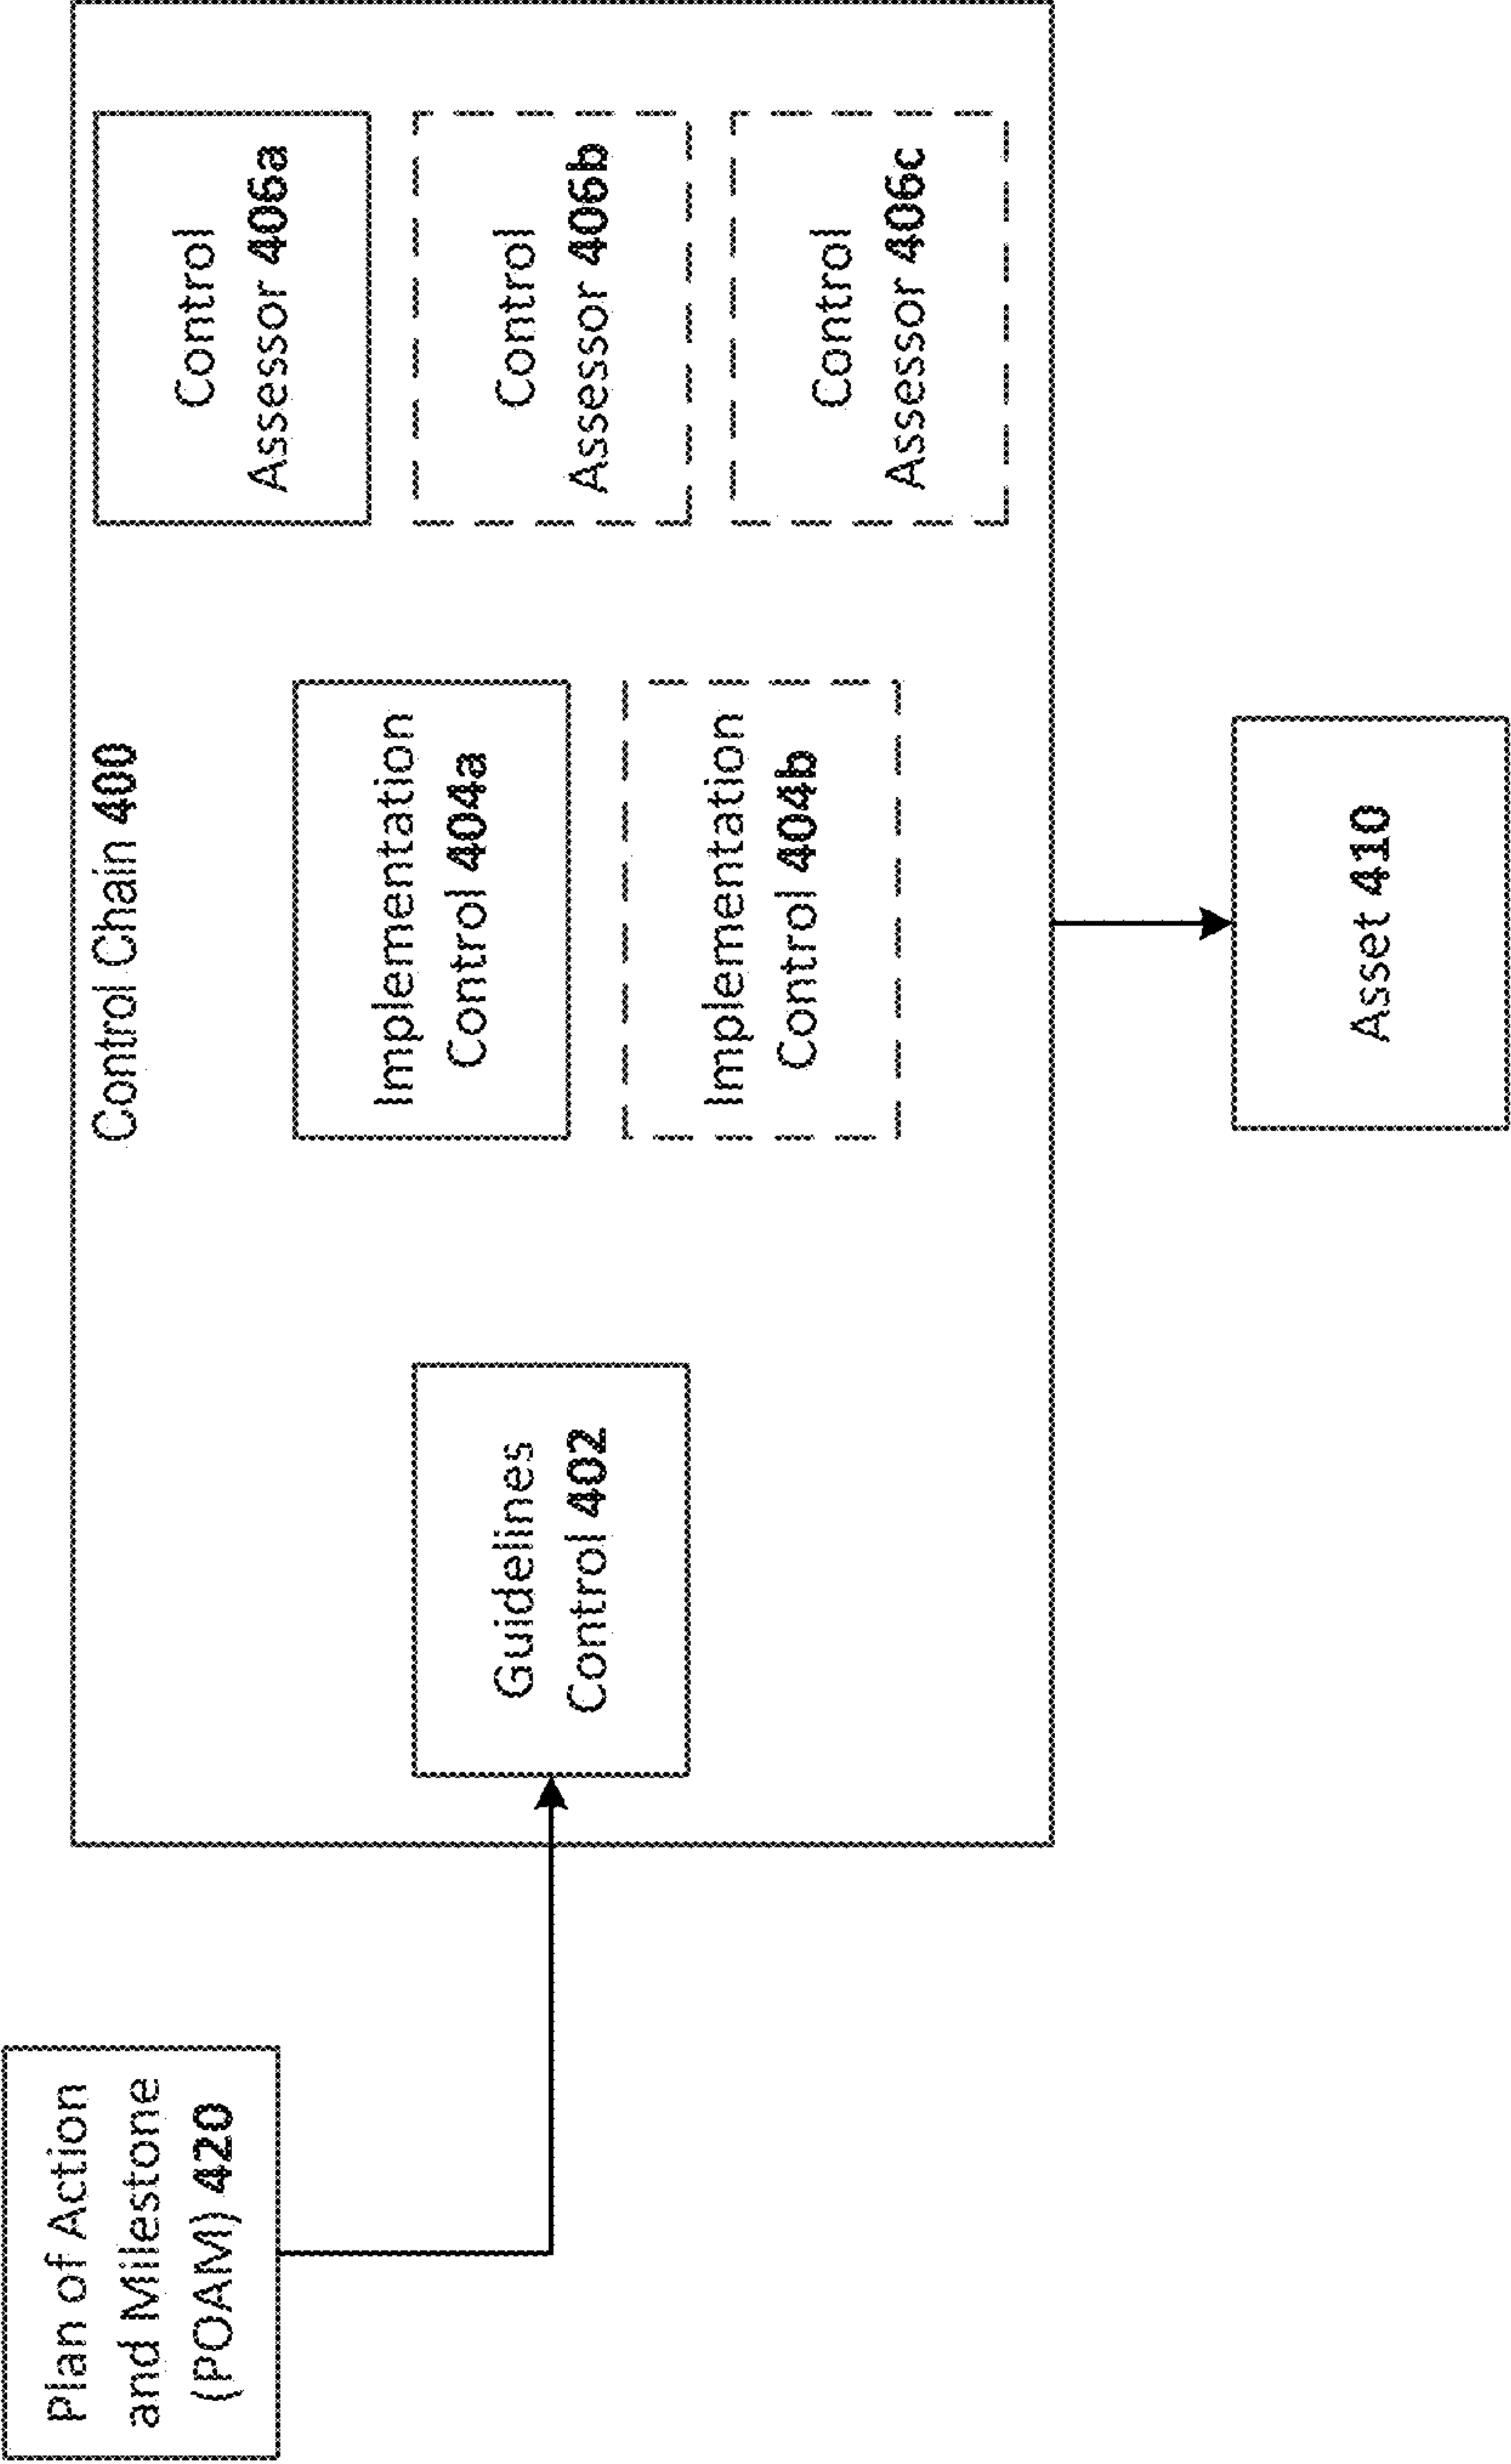 Plan of Action
and Milestone
(POAM) 420
Control Chain 400
Guidelines
Control 402
Implementation
Control 404a
Implementation
Control 404b
Control
Assessor 406a
Control
Assessor 406b
Control
Assessor 406c
Asset 410